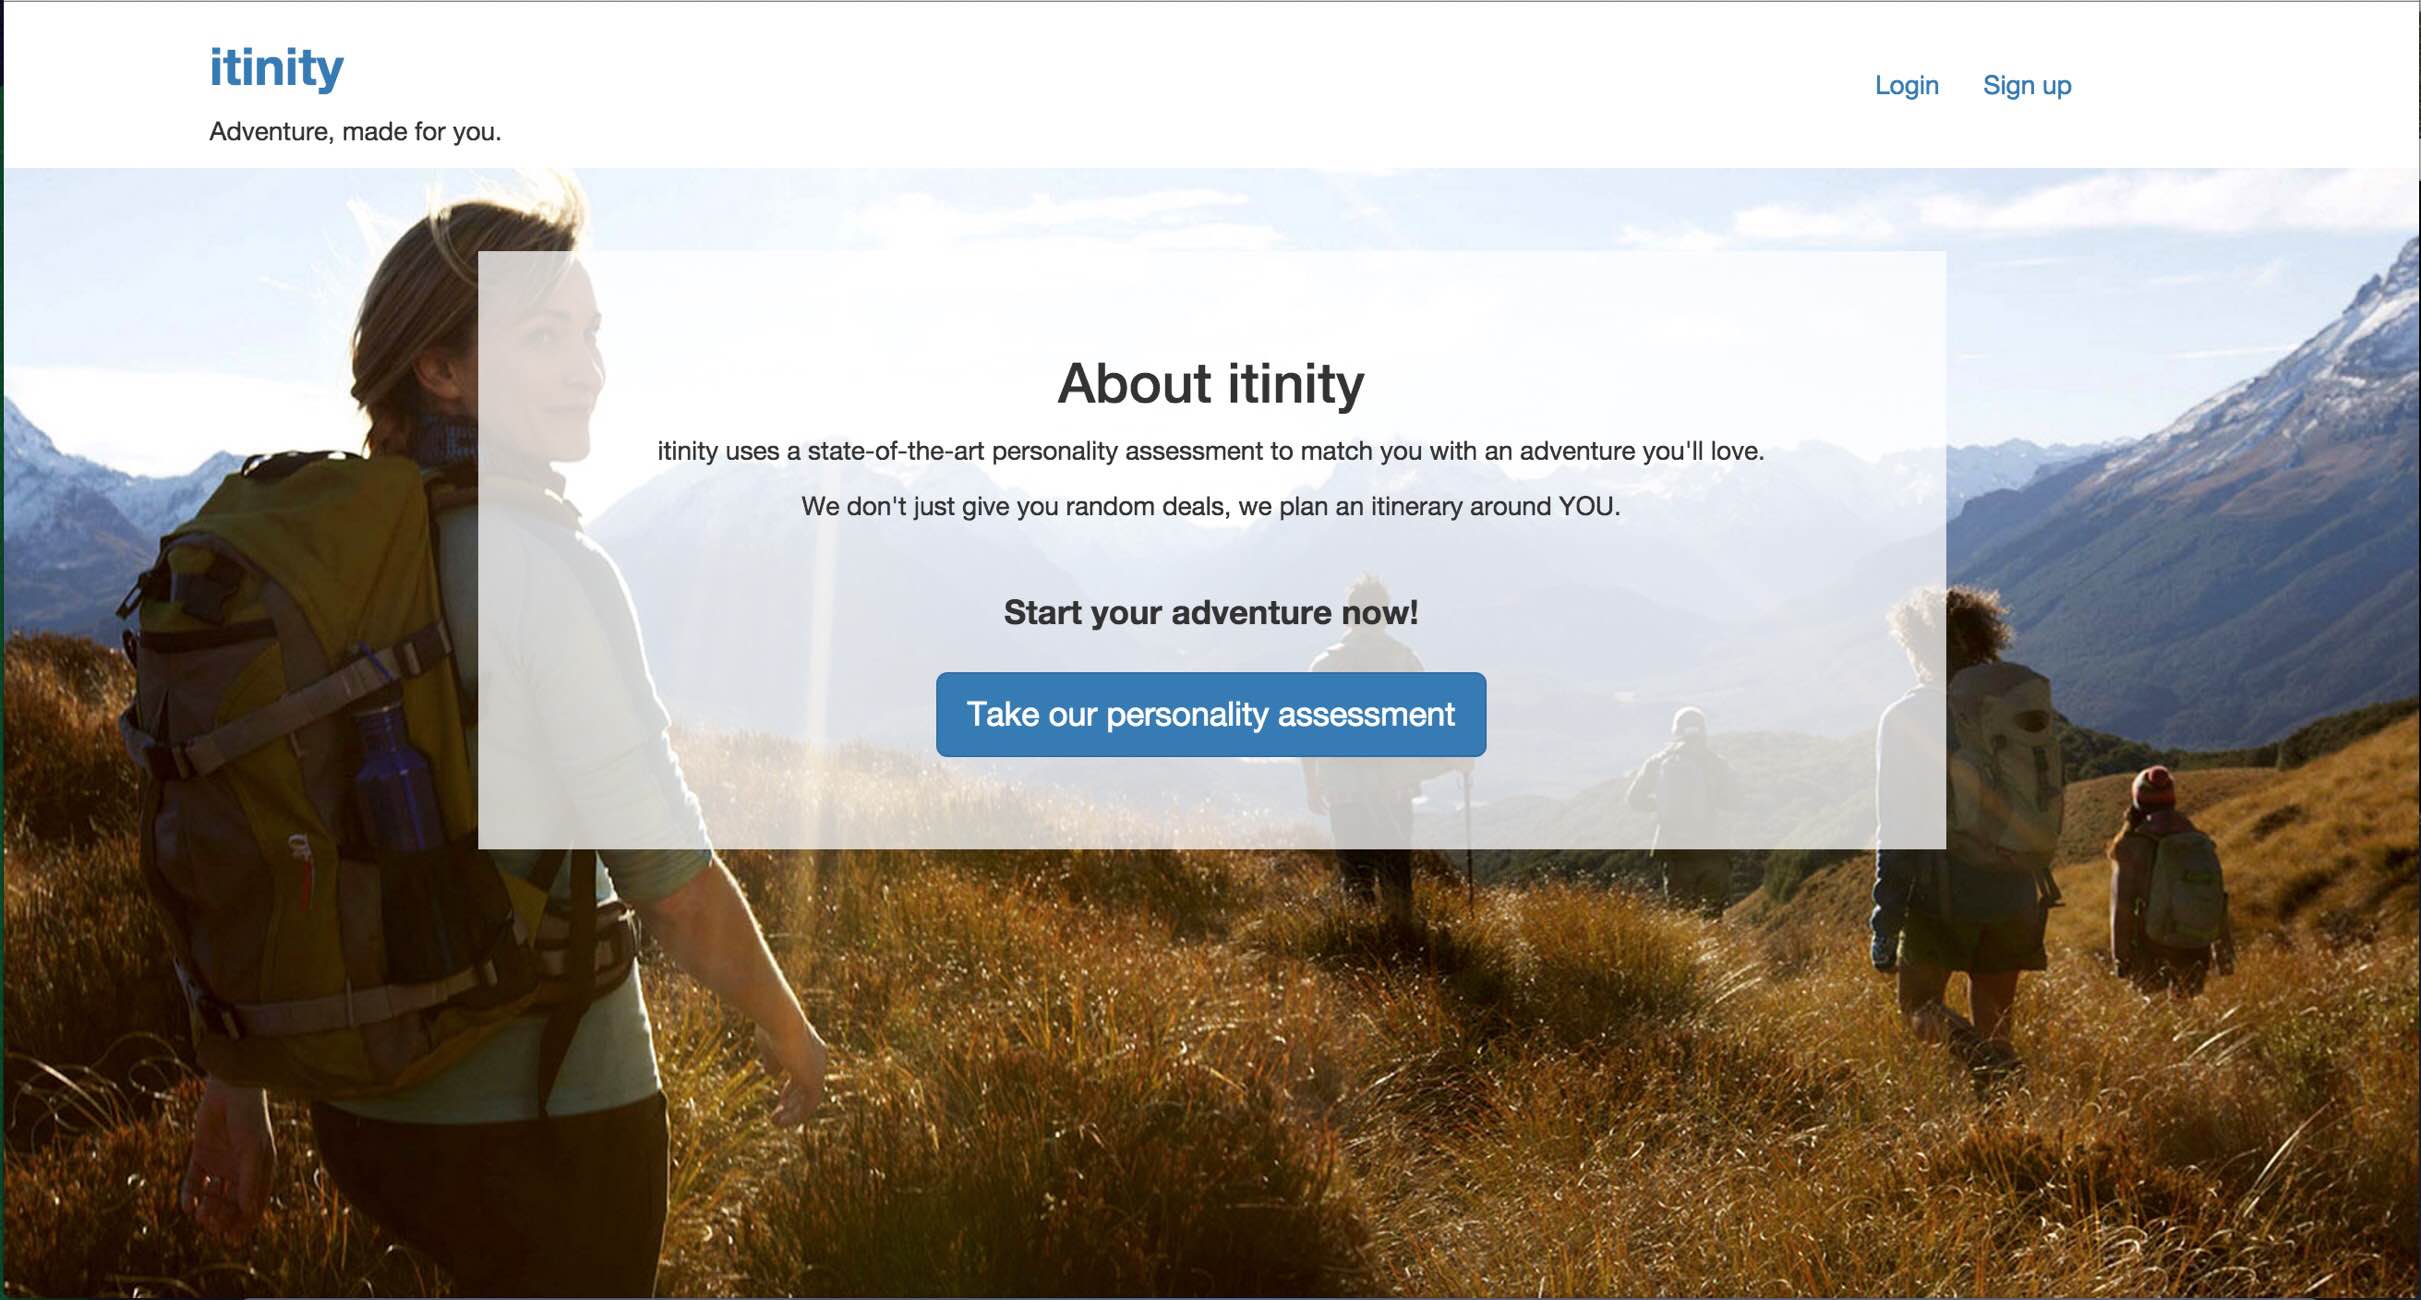 itinity
Adventure, made for you.
Login
Sign up
About itinity
itinity uses a state-of-the-art personality assessment to match you with an adventure you'll love.
We don't just give you random deals, we plan an itinerary around YOU.
Start your adventure now!
Take our personality assessment